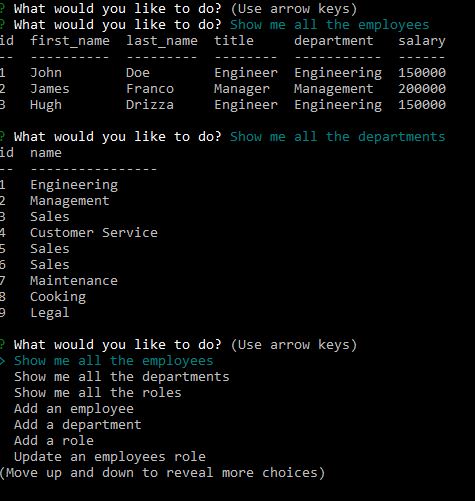 ? What would you like to do? (Use arrow keys)
? What would you like to do? Show me all the employees
id  first_name  last_name  title     department   salary
--  ----------  ---------  --------  -----------  ------
1   John        Doe        Engineer  Engineering  150000
2   James       Franco     Manager   Management   200000
3   Hugh        Drizza     Engineer  Engineering  150000
? What would you like to do? Show me all the departments
id  name
--  ----------------
1   Engineering
2   Management
3   Sales
4   Customer Service
5   Sales
6   Sales
7   Maintenance
8   Cooking
9   Legal
? What would you like to do? (Use arrow keys)
> Show me all the employees
  Show me all the departments
  Show me all the roles
  Add an employee
  Add a department
  Add a role
  Update an employees role
(Move up and down to reveal more choices)